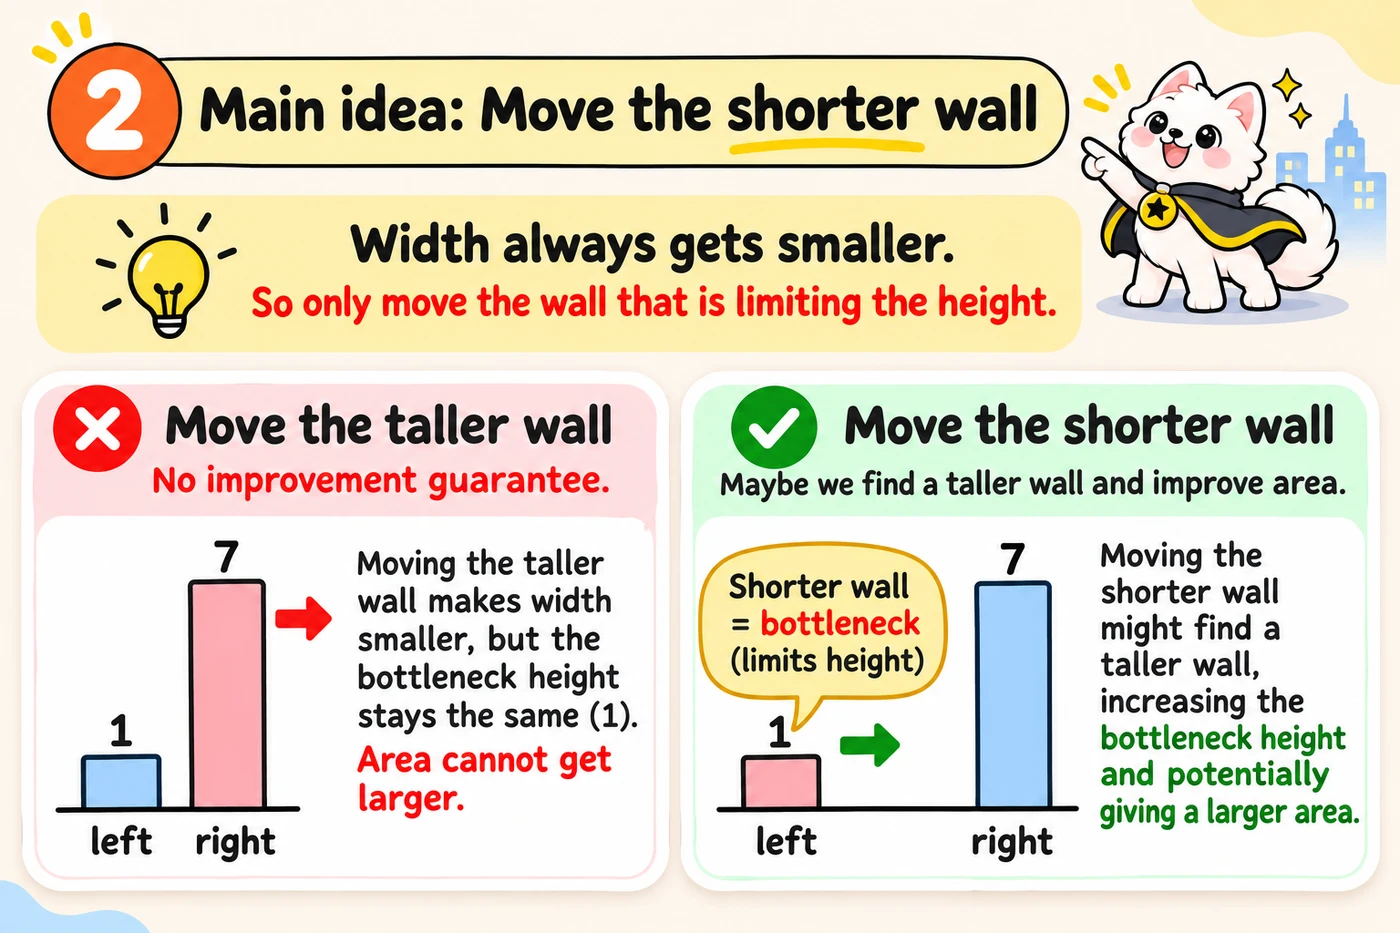 2
Main idea: Move the shorter wall
Width always gets smaller.
So only move the wall that is limiting the height.
Move the taller wall
No improvement guarantee.
7
1
left
right
Moving the taller
wall makes width
smaller, but the
bottleneck height
stays the same (1).
Area cannot get
larger.
Move the shorter wall
Maybe we find a taller wall and improve area.
Shorter wall
= bottleneck
(limits height)
1
7
left
right
Moving the
shorter wall
might find a
taller wall,
increasing the
bottleneck height
and potentially
giving a larger area.